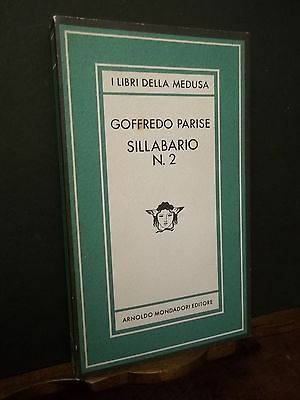 I LIBRI DELLA MEDUSA
GOFFREDO PARISE
SILLABARIO
N. 2
ARNOLDO MONDADORI EDITORE